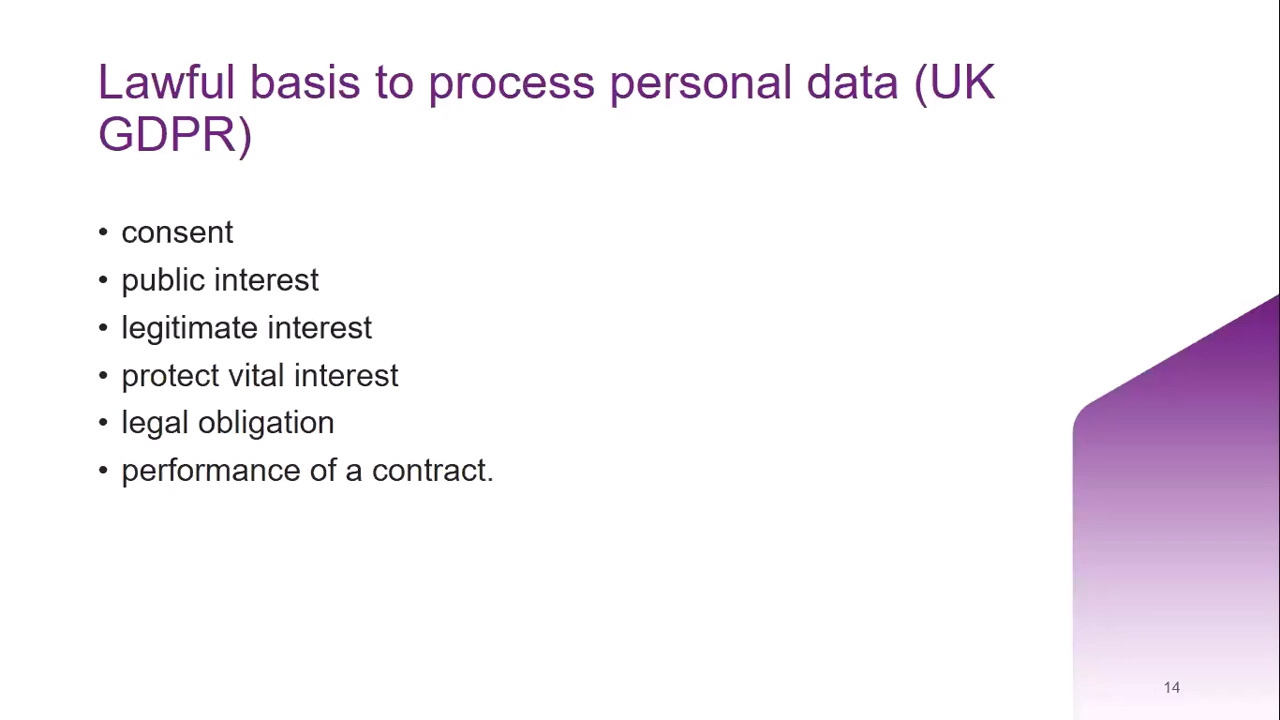 Lawful basis to process personal data (UK
GDPR)
• consent
• public interest
• legitimate interest
• protect vital interest
• legal obligation
• performance of a contract.
14